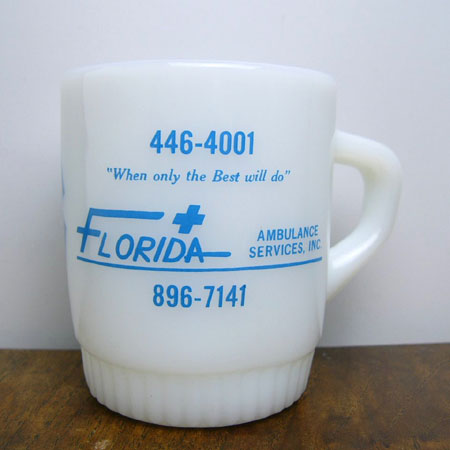 446-4001
"When only the Best will do"
FLORIDA AMBULANCE
SERVICES, INC.
896-7141